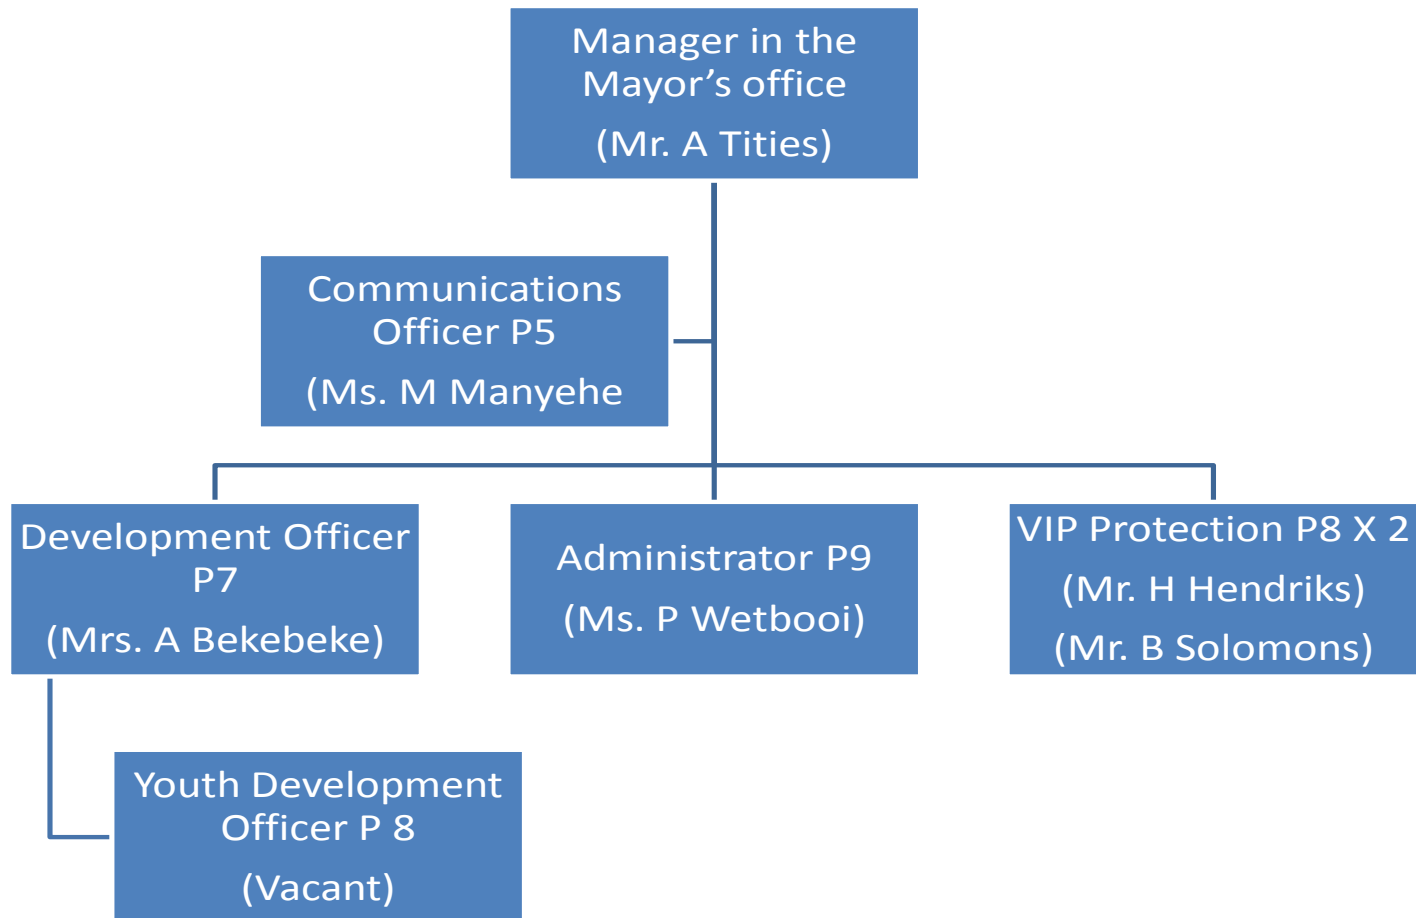 Manager in the
Mayor’s office
(Mr. A Tities)
Communications
Officer P5
(Ms. M Manyehe
Development Officer
P7
(Mrs. A Bekebeke)
Administrator P9
(Ms. P Wetbooi)
VIP Protection P8 X 2
(Mr. H Hendriks)
(Mr. B Solomons)
Youth Development
Officer P 8
(Vacant)